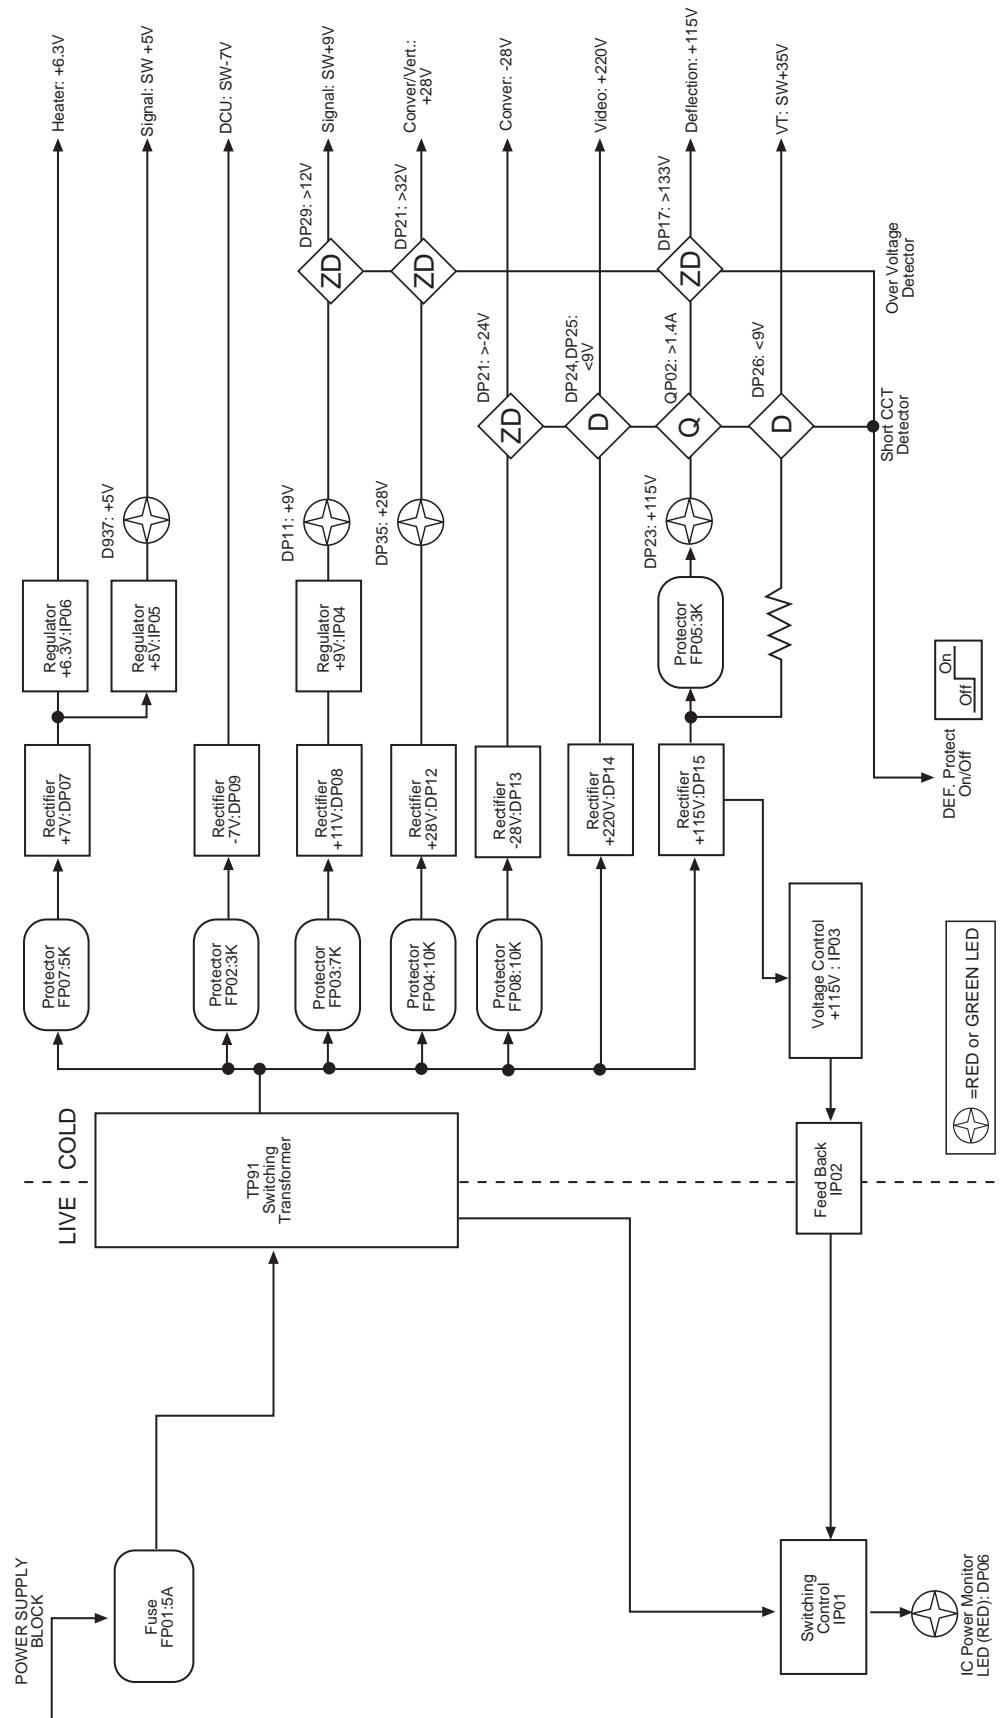 POWER SUPPLY
BLOCK
Fuse
FP01:5A
TP91
Switching
Transformer
LIVE
COLD
Switching
Control
IP01
IC Power Monitor
LED (RED): DP06
Feed Back
IP02
Voltage Control
+115V : IP03
=RED or GREEN LED
Protector
FP07:5K
Protector
FP02:3K
Protector
FP03:7K
Protector
FP04:10K
Protector
FP08:10K
Rectifier
+7V:DP07
Rectifier
-7V:DP09
Rectifier
+11V:DP08
Rectifier
+28V:DP12
Rectifier
-28V:DP13
Rectifier
+220V:DP14
Rectifier
+115V:DP15
Regulator
+6.3V:IP06
Regulator
+5V:IP05
Regulator
+9V:IP04
Protector
FP05:3K
D937: +5V
DP11: +9V
DP35: +28V
DP23: +115V
DP21: >-24V
ZD
DP24,DP25:
<9V
D
QP02: >1.4A
Q
DP26: <9V
D
DP29: >12V
ZD
DP21: >32V
ZD
DP17: >133V
ZD
Short CCT
Detector
Over Voltage
Detector
DEF. Protect
On/Off
Off
On
Heater: +6.3V
Signal: SW +5V
DCU: SW-7V
Signal: SW+9V
Conver/Vert.:
+28V
Conver: -28V
Video: +220V
Deflection: +115V
VT: SW+35V